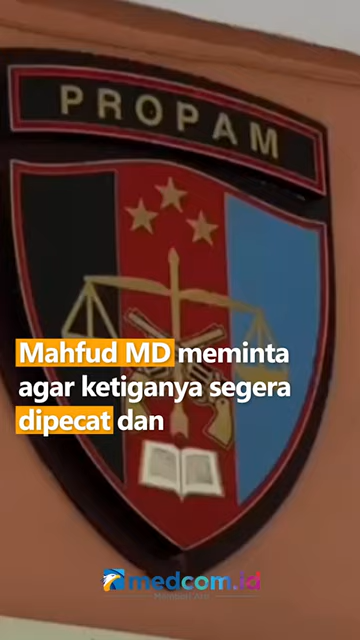 PROPAM
Mahfud MD meminta
agar ketiganya segera
dipecat dan
medcom.id